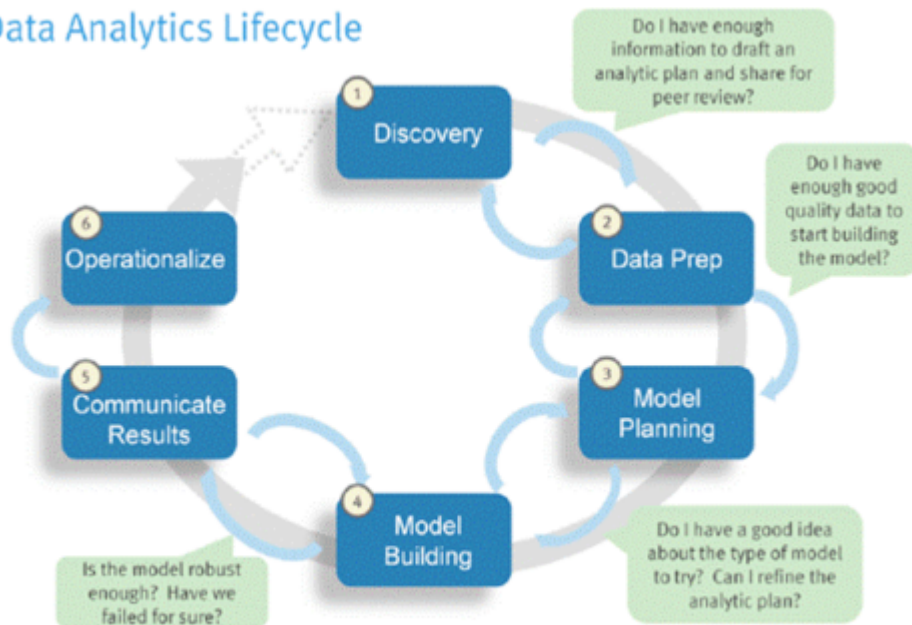 Data Analytics Lifecycle
Do I have enough
information to draft an
analytic plan and share for
peer review?
1
Discovery
Do I have
enough good
quality data to
start building
the model?
6
Operationalize
2
Data Prep
5
Communicate
Results
3
Model
Planning
4
Model
Building
Is the model robust
enough? Have we
failed for sure?
Do I have a good idea
about the type of model
to try? Can I refine the
analytic plan?